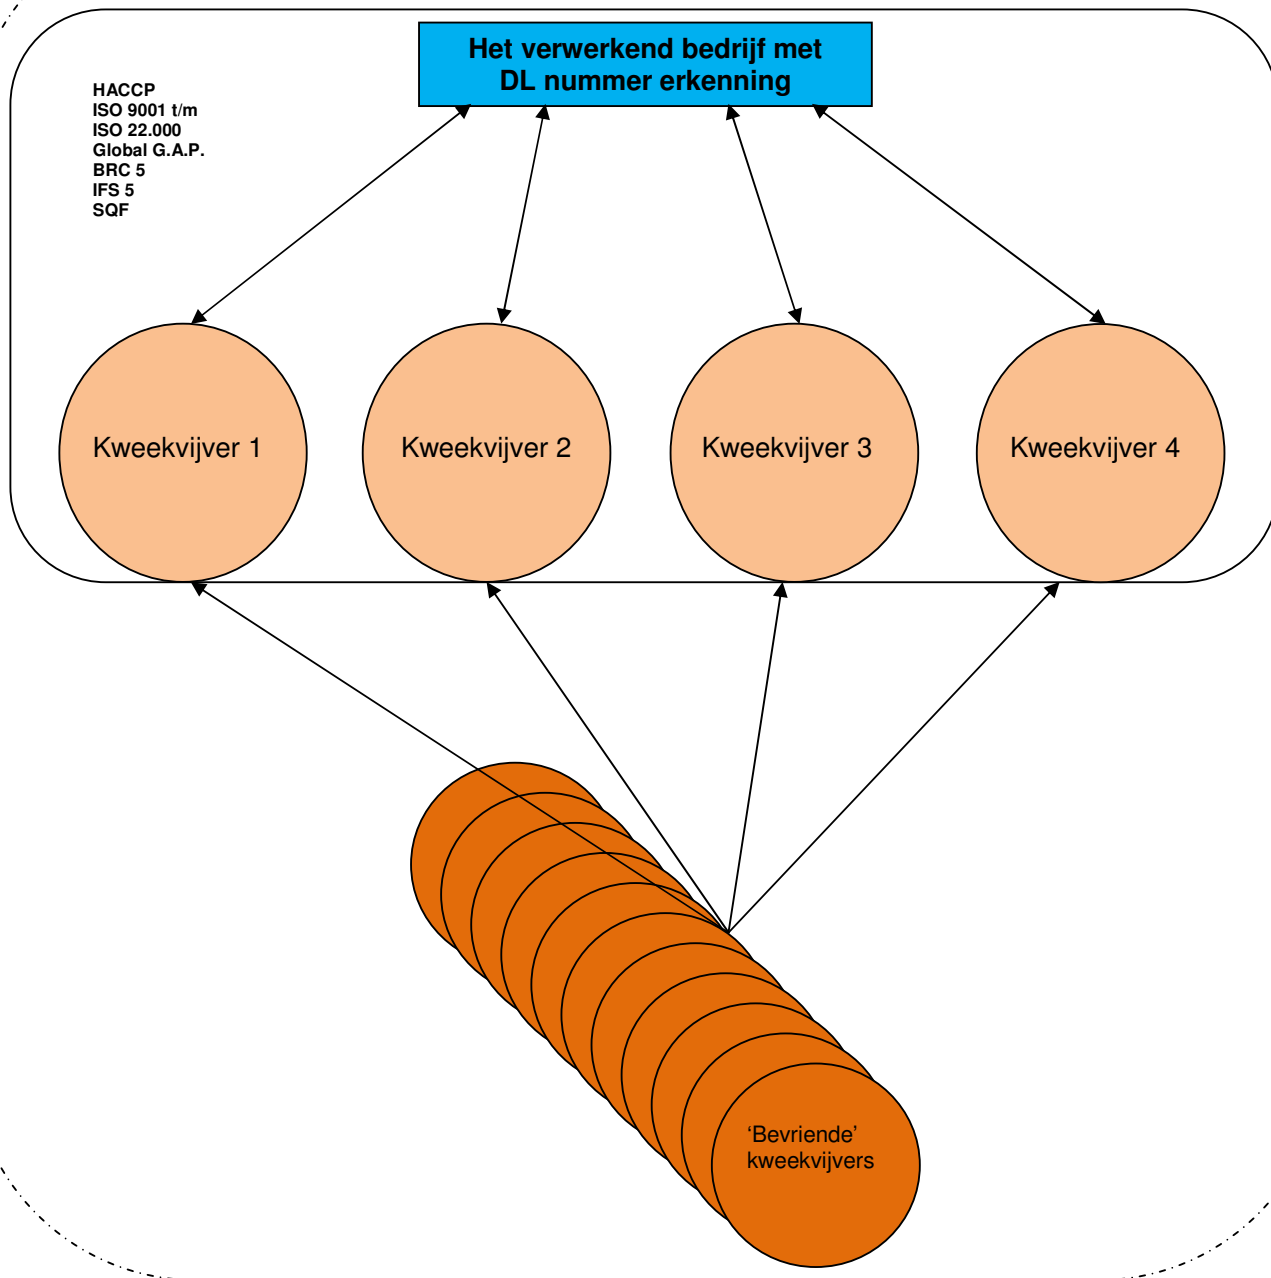 Het verwerkend bedrijf met
DL nummer erkenning
HACCP
ISO 9001 t/m
ISO 22.000
Global G.A.P.
BRC 5
IFS 5
SQF
Kweekvijver 1
Kweekvijver 2
Kweekvijver 3
Kweekvijver 4
‘Bevriende’
kweekvijvers